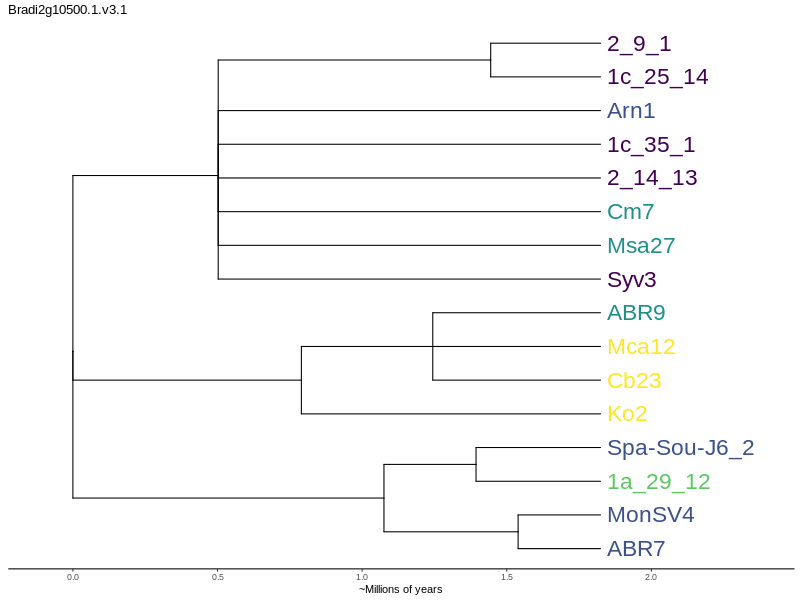 Bradi2g10500.1.v3.1
2_9_1
1c_25_14
Arn1
1c_35_1
2_14_13
Cm7
Msa27
Syv3
ABR9
Mca12
Cb23
Ko2
Spa-Sou-J6_2
1a_29_12
MonSV4
ABR7
0.0 0.5 1.0 1.5 2.0
~Millions of years